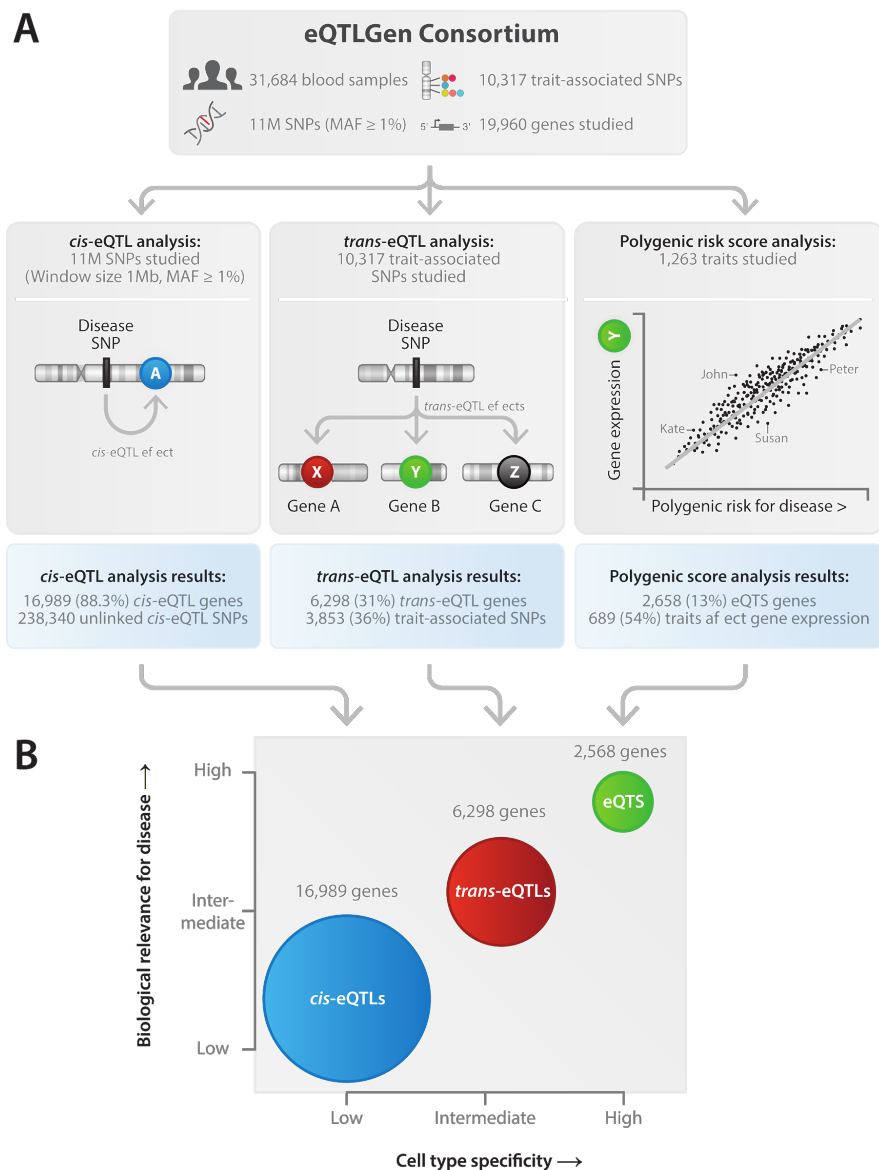 A
eQTLGen Consortium
31,684 blood samples
10,317 trait-associated SNPs
11M SNPs (MAF ≥ 1%)
5' 3'
19,960 genes studied
cis-eQTL analysis:
11M SNPs studied
(Window size 1Mb, MAF ≥ 1%)
Disease
SNP
A
cis-eQTL ef ect
trans-eQTL analysis:
10,317 trait-associated
SNPs studied
Disease
SNP
trans-eQTL ef ects
X
Y
Z
Gene A
Gene B
Gene C
Polygenic risk score analysis:
1,263 traits studied
Y
Gene expression
John
Peter
Kate
Susan
Polygenic risk for disease >
cis-eQTL analysis results:
16,989 (88.3%) cis-eQTL genes
238,340 unlinked cis-eQTL SNPs
trans-eQTL analysis results:
6,298 (31%) trans-eQTL genes
3,853 (36%) trait-associated SNPs
Polygenic score analysis results:
2,658 (13%) eQTS genes
689 (54%) traits af ect gene expression
B
Biological relevance for disease →
High
Inter-
mediate
Low
2,568 genes
eQTS
6,298 genes
trans-eQTLs
16,989 genes
cis-eQTLs
Low
Intermediate
High
Cell type specificity →